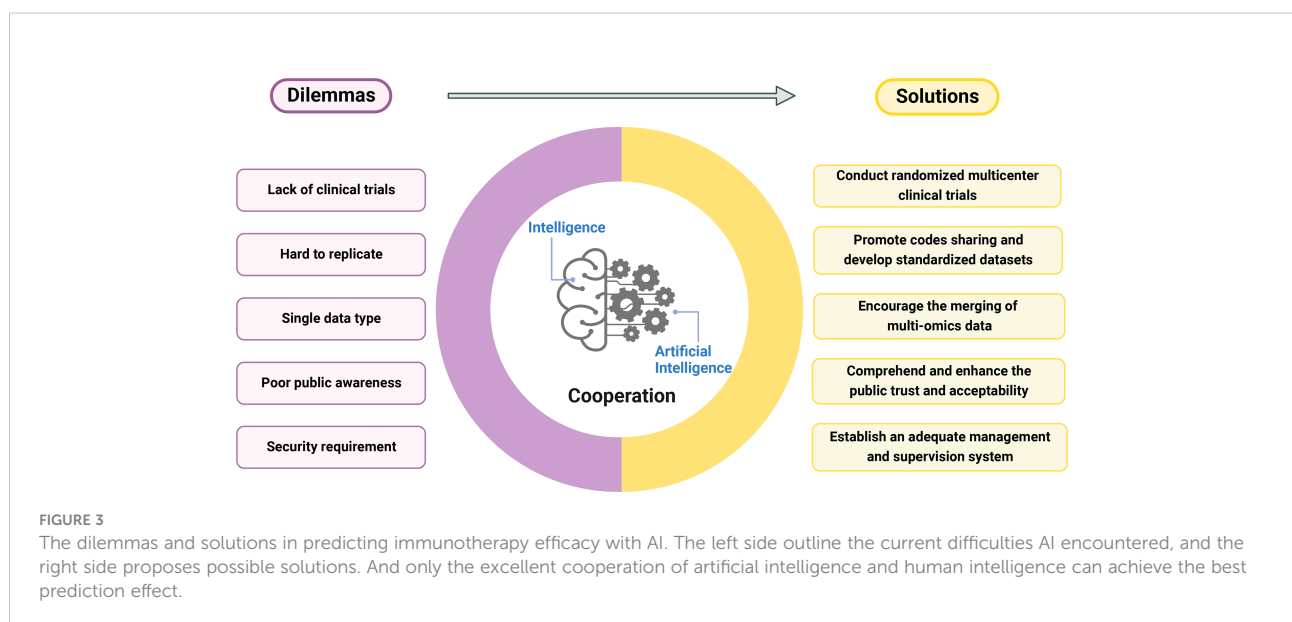 Dilemmas
Solutions
Lack of clinical trials
Hard to replicate
Single data type
Poor public awareness
Security requirement
Intelligence
Artificial
Intelligence
Cooperation
Conduct randomized multicenter
clinical trials
Promote codes sharing and
develop standardized datasets
Encourage the merging of
multi-omics data
Comprehend and enhance the
public trust and acceptability
Establish an adequate management
and supervision system
FIGURE 3
The dilemmas and solutions in predicting immunotherapy efficacy with AI. The left side outline the current difficulties AI encountered, and the
right side proposes possible solutions. And only the excellent cooperation of artificial intelligence and human intelligence can achieve the best
prediction effect.